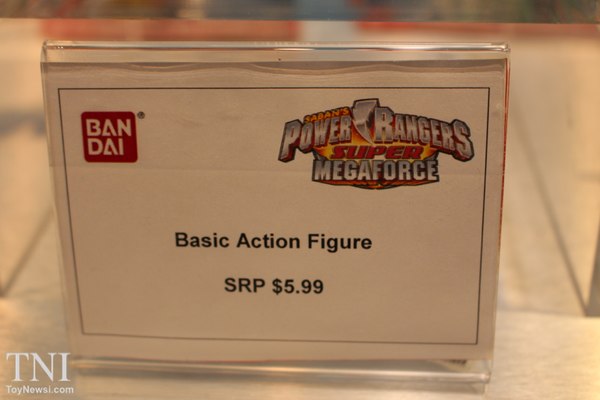 BAN
DAI
®
SABAN'S
POWER RANGERS
SUPER
MEGAFORCE
Basic Action Figure
SRP $5.99
TNI
ToyNewsi.com